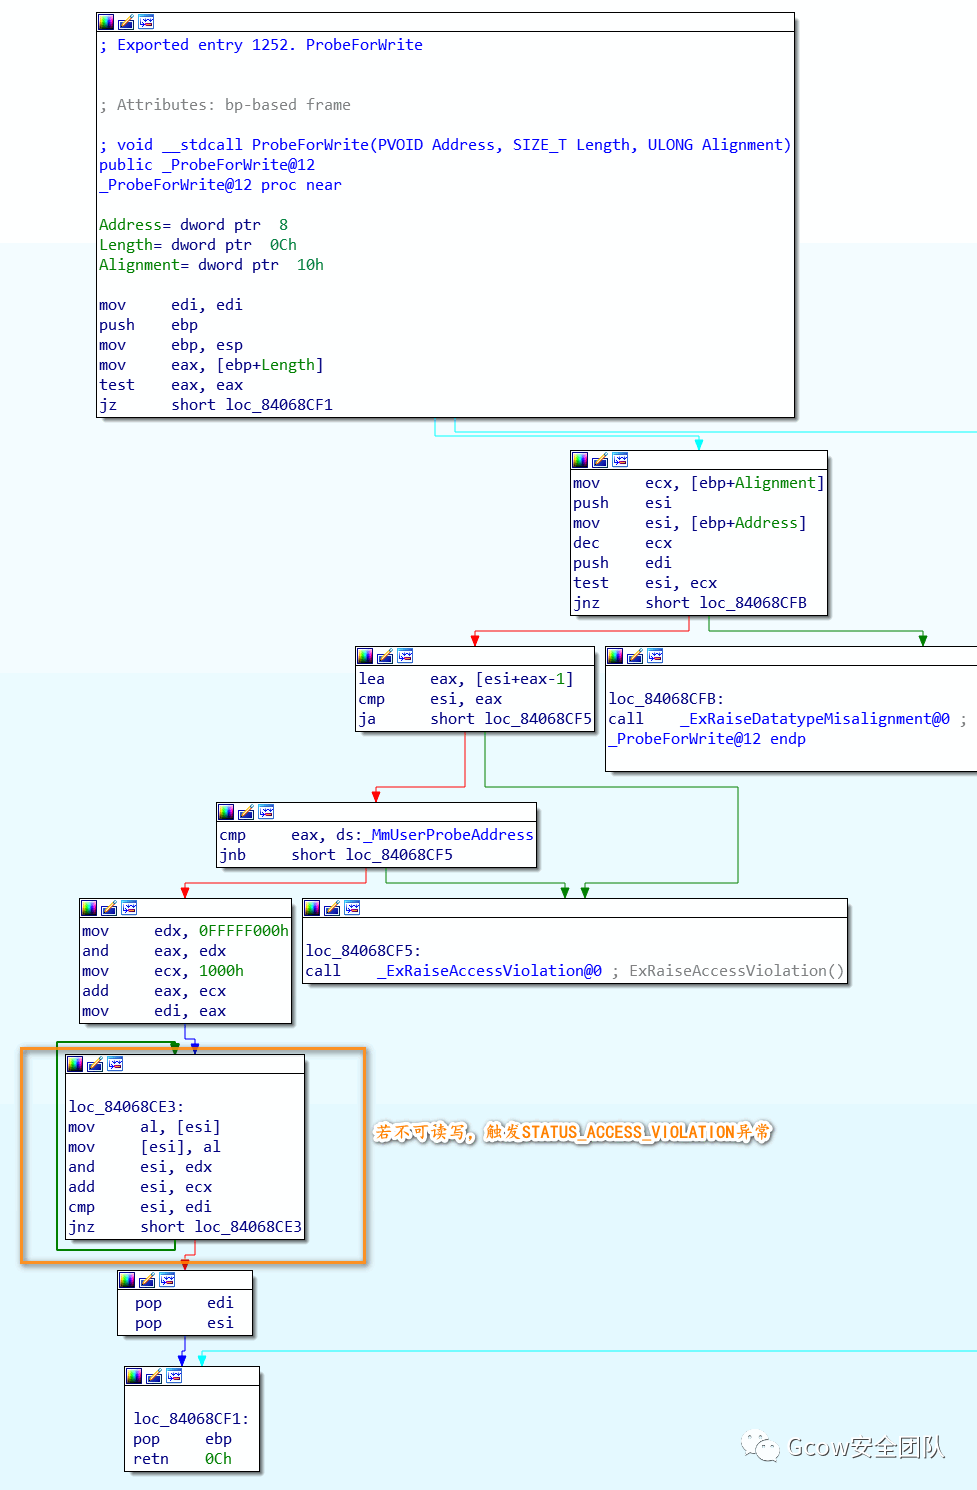 ; Exported entry 1252. ProbeForWrite
; Attributes: bp-based frame
; void __stdcall ProbeForWrite(PVOID Address, SIZE_T Length, ULONG Alignment)
public _ProbeForWrite@12
_ProbeForWrite@12 proc near
Address= dword ptr  8
Length= dword ptr  0Ch
Alignment= dword ptr  10h
mov     edi, edi
push    ebp
mov     ebp, esp
mov     eax, [ebp+Length]
test    eax, eax
jz      short loc_84068CF1
mov     ecx, [ebp+Alignment]
push    esi
mov     esi, [ebp+Address]
dec     ecx
push    edi
test    esi, ecx
jnz     short loc_84068CFB
lea     eax, [esi+eax-1]
cmp     esi, eax
ja      short loc_84068CF5
loc_84068CFB:
call    _ExRaiseDatatypeMisalignment@0 ;
_ProbeForWrite@12 endp
cmp     eax, ds:_MmUserProbeAddress
jnb     short loc_84068CF5
mov     edx, 0FFFFF000h
and     eax, edx
mov     ecx, 1000h
add     eax, ecx
mov     edi, eax
loc_84068CF5:
call    _ExRaiseAccessViolation@0 ; ExRaiseAccessViolation()
loc_84068CE3:
mov     al, [esi]
mov     [esi], al
and     esi, edx
add     esi, ecx
cmp     esi, edi
jnz     short loc_84068CE3
若不可读写，触发STATUS_ACCESS_VIOLATION异常
pop     edi
pop     esi
loc_84068CF1:
pop     ebp
retn    0Ch
Gcow安全团队